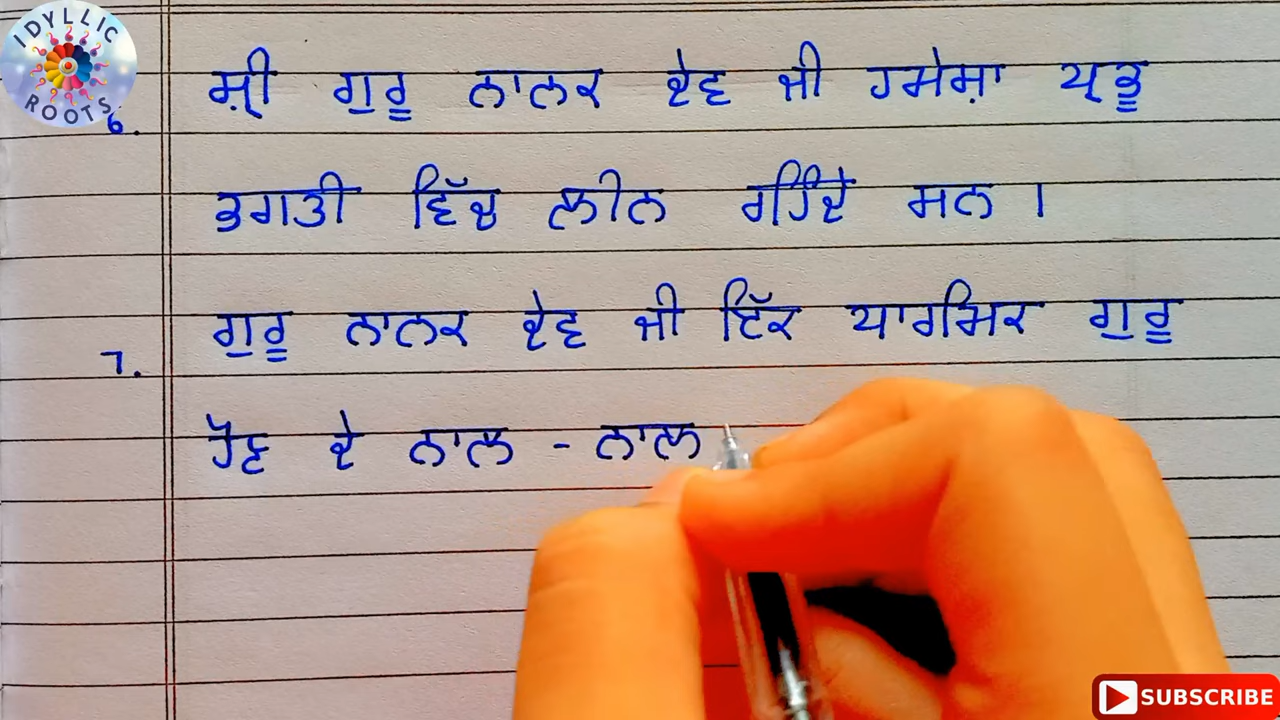 IDYLLIC ROOTS
6. ਸ਼੍ਰੀ ਗੁਰੂ ਨਾਨਕ ਦੇਵ ਜੀ ਹਮੇਸ਼ਾ ਪ੍ਰਭੂ
ਭਗਤੀ ਵਿੱਚ ਲੀਨ ਰਹਿੰਦੇ ਸਨ ।
7. ਗੁਰੂ ਨਾਨਕ ਦੇਵ ਜੀ ਇੱਕ ਧਾਰਮਿਕ ਗੁਰੂ
ਹੋਣ ਦੇ ਨਾਲ - ਨਾਲ
SUBSCRIBE